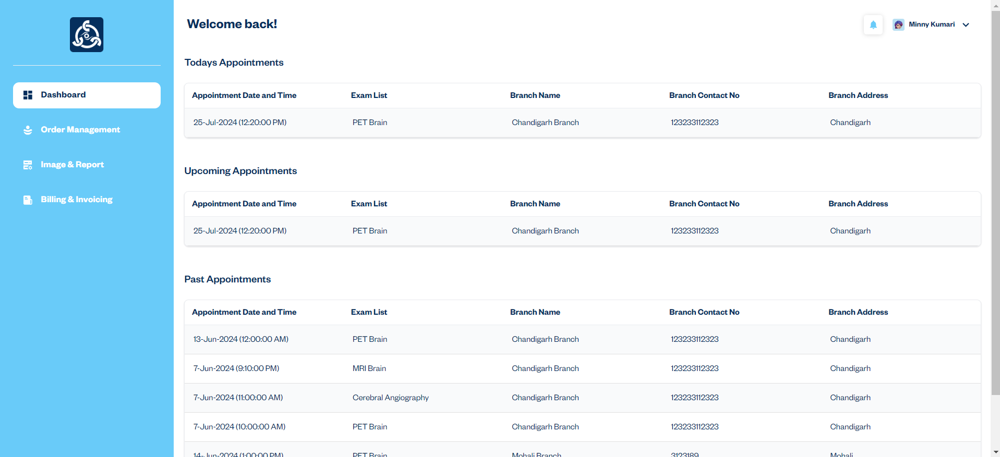 Welcome back!
Minny Kumari
Dashboard
Order Management
Image & Report
Billing & Invoicing
Todays Appointments
Appointment Date and Time Exam List Branch Name Branch Contact No Branch Address
25-Jul-2024 (12:20:00 PM) PET Brain Chandigarh Branch 123233112323 Chandigarh
Upcoming Appointments
Appointment Date and Time Exam List Branch Name Branch Contact No Branch Address
25-Jul-2024 (12:20:00 PM) PET Brain Chandigarh Branch 123233112323 Chandigarh
Past Appointments
Appointment Date and Time Exam List Branch Name Branch Contact No Branch Address
13-Jun-2024 (12:00:00 AM) PET Brain Chandigarh Branch 123233112323 Chandigarh
7-Jun-2024 (9:10:00 PM) MRI Brain Chandigarh Branch 123233112323 Chandigarh
7-Jun-2024 (11:00:00 AM) Cerebral Angiography Chandigarh Branch 123233112323 Chandigarh
7-Jun-2024 (10:00:00 AM) PET Brain Chandigarh Branch 123233112323 Chandigarh
14-Jun-2024 (1:00:00 PM) PET Brain Mohali Branch 3123189 Mohali